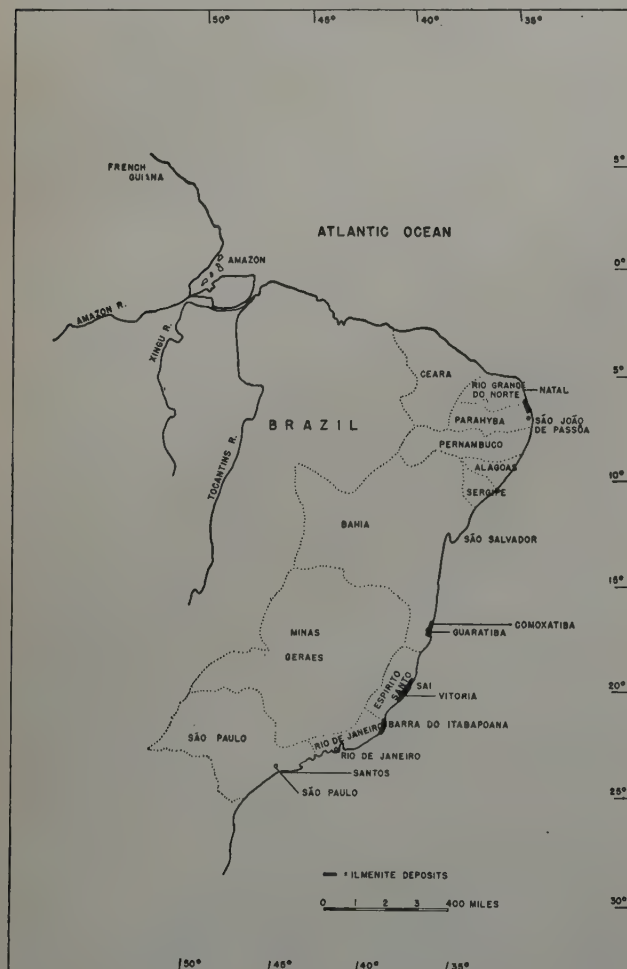 50° 45° 40° 35°
5°
FRENCH
GUIANA
ATLANTIC OCEAN
AMAZON
0°
AMAZON R.
XINGU R.
TOCANTINS R.
CEARA
5°
RIO GRANDE
DO NORTE
NATAL
PARAHYBA
SÃO JOÃO
DE PASSÔA
BRAZIL
PERNAMBUCO
ALAGOAS
10°
SERGIPE
BAHIA
SÃO SALVADOR
15°
COMOXATIBA
GUARATIBA
MINAS
GERAES
ESPIRITO
SANTO
SAI
20°
VITORIA
SÃO PAULO
BARRA DO ITABAPOANA
RIO DE JANEIRO
RIO DE JANEIRO
SANTOS
SÃO PAULO
25°
= ILMENITE DEPOSITS
0 1 2 3 400 MILES
30°
50° 45° 40° 35°